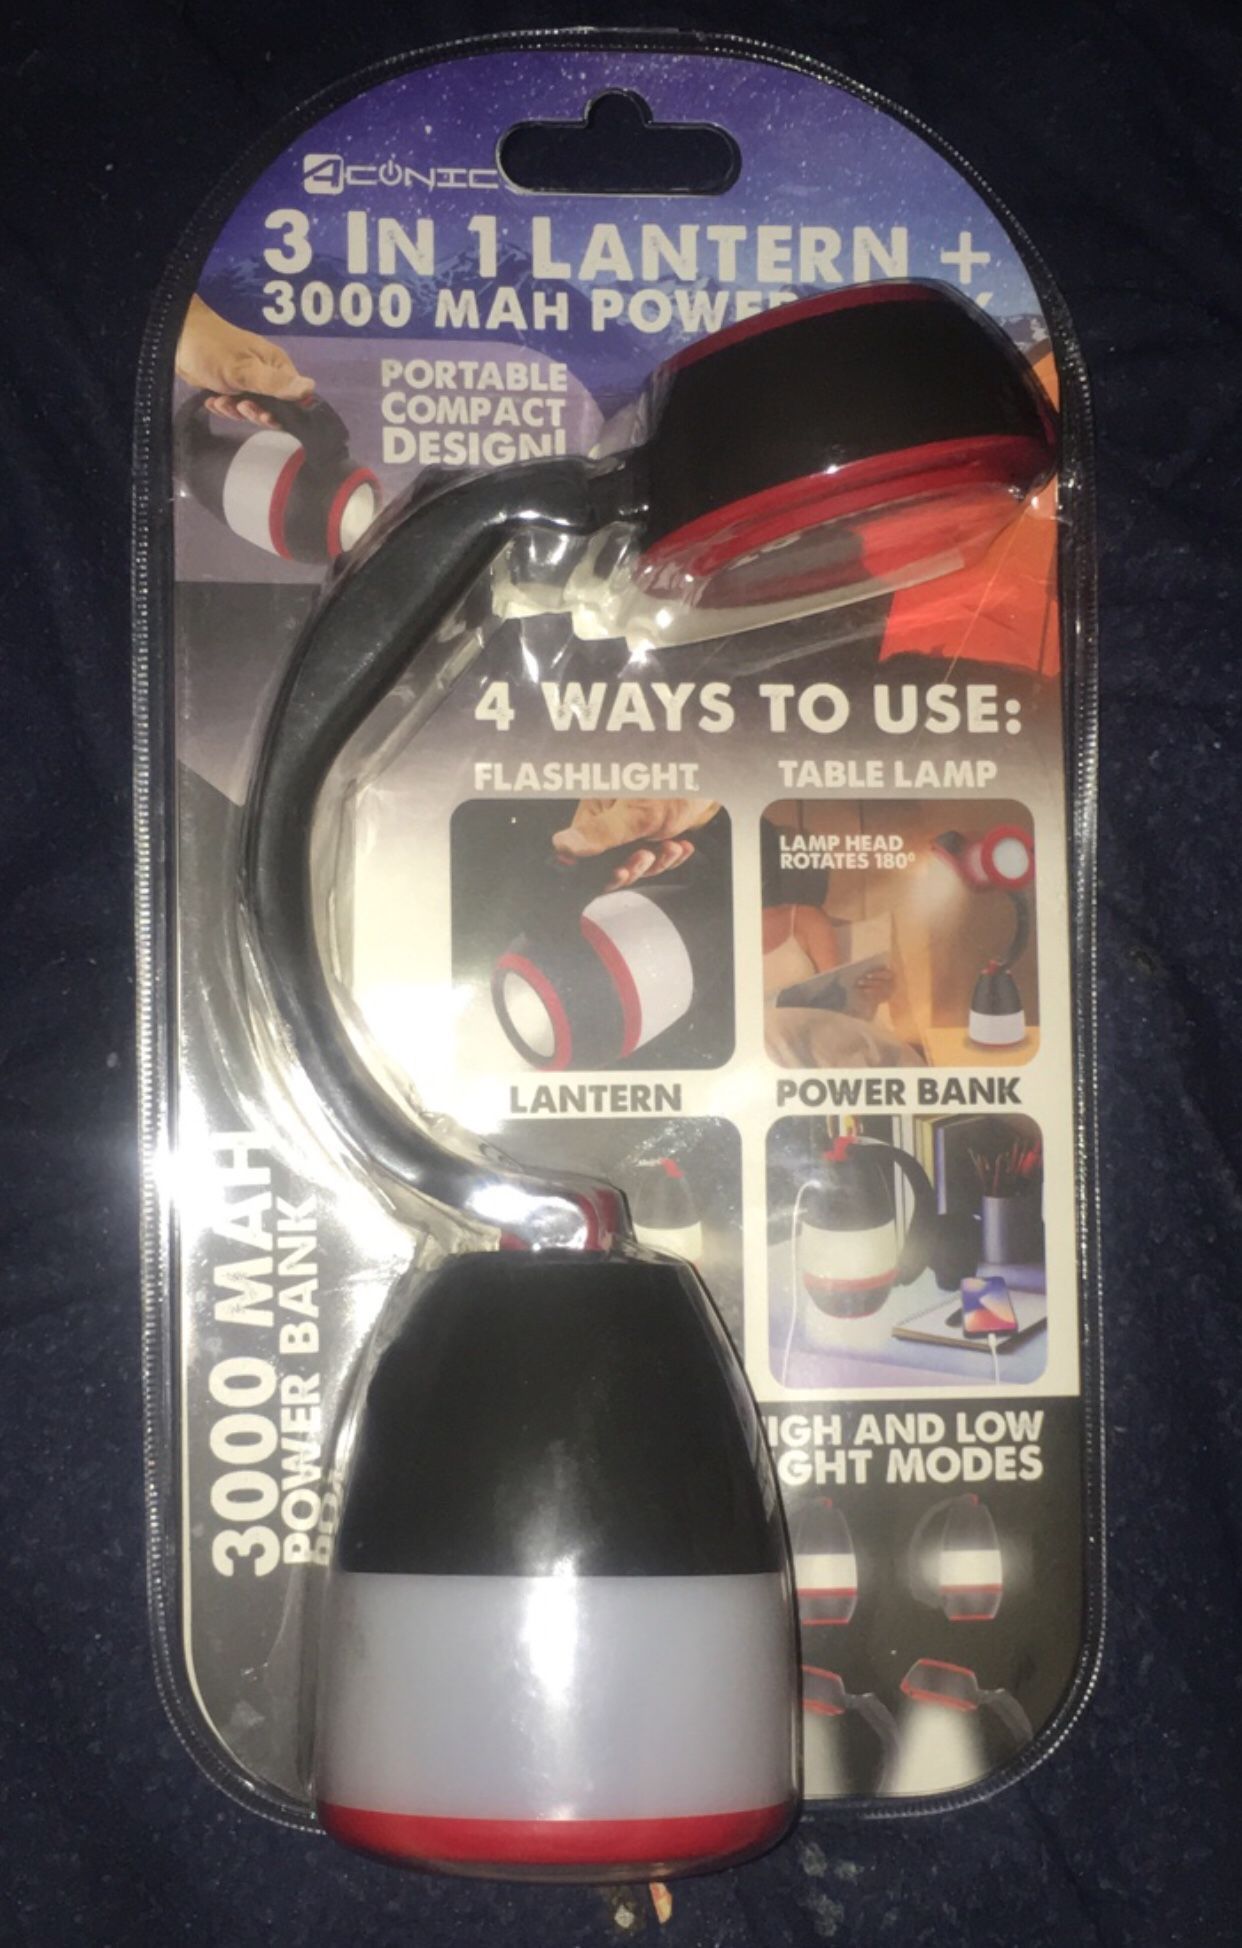 4CONIC
3 IN 1 LANTERN +
3000 MAH POWER
PORTABLE
COMPACT
DESIGN!
4 WAYS TO USE:
FLASHLIGHT
TABLE LAMP
LAMP HEAD
ROTATES 180°
LANTERN
POWER BANK
3000 MAH
POWER BANK
IGH AND LOW
GHT MODES